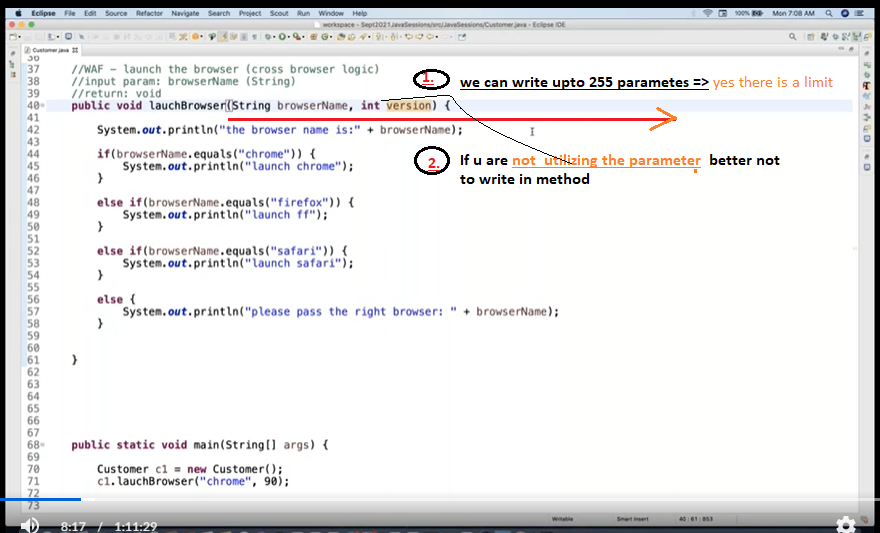 Eclipse File Edit Source Refactor Navigate Search Project Scout Run Window Help 100% Mon 7:08 AM
workspace - Sept2021JavaSessions/src/JavaSessions/Customer.java - Eclipse IDE
Customer.java
36
37 //WAF - launch the browser (cross browser logic)
38 //input param: browserName (String)
39 //return: void
40 public void lauchBrowser(String browserName, int version) {
41
42 System.out.println("the browser name is:" + browserName);
43
44 if(browserName.equals("chrome")) {
45 System.out.println("launch chrome");
46 }
47
48 else if(browserName.equals("firefox")) {
49 System.out.println("launch ff");
50 }
51
52 else if(browserName.equals("safari")) {
53 System.out.println("launch safari");
54 }
55
56 else {
57 System.out.println("please pass the right browser: " + browserName);
58 }
59
60
61 }
62
63
64
65
66
67
68 public static void main(String[] args) {
69
70 Customer c1 = new Customer();
71 c1.lauchBrowser("chrome", 90);
72
73
1. we can write upto 255 parametes => yes there is a limit
2. If u are not utilizing the parameter better not
to write in method
Writable Smart Insert 40 : 61 : 853
8:17 / 1:11:29